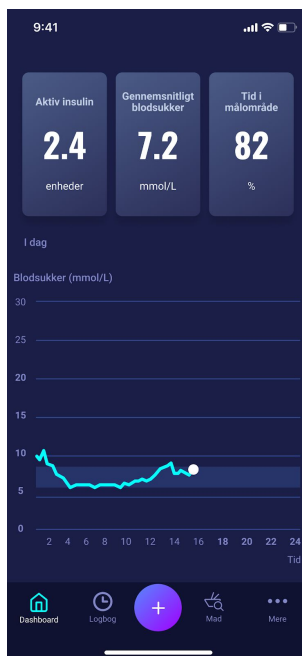 9:41
Aktiv insulin
2.4
enheder
Gennemsnitligt
blodsukker
7.2
mmol/L
Tid i
målområde
82
%
I dag
Blodsukker (mmol/L)
30
25
20
15
10
5
0
2 4 6 8 10 12 14 16 18 20 22 24
Tid
Dashboard
Logbog
+
Mad
Mere